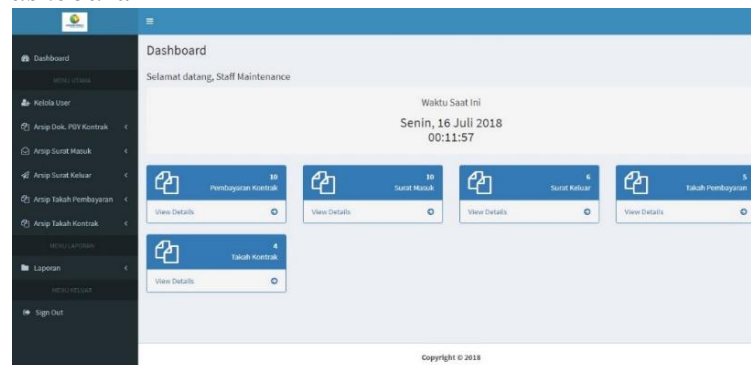 Dashboard
MENU UTAMA
Kelola User
Arsip Dok. PBY Kontrak
Arsip Surat Masuk
Arsip Surat Keluar
Arsip Takah Pembayaran
Arsip Takah Kontrak
MENU LAPORAN
Laporan
MENU KELUAR
Sign Out
Dashboard
Selamat datang, Staff Maintenance
Waktu Saat Ini
Senin, 16 Juli 2018
00:11:57
10
Pembayaran Kontrak
View Details
10
Surat Masuk
View Details
6
Surat Keluar
View Details
5
Takah Pembayaran
View Details
4
Takah Kontrak
View Details
Copyright © 2018